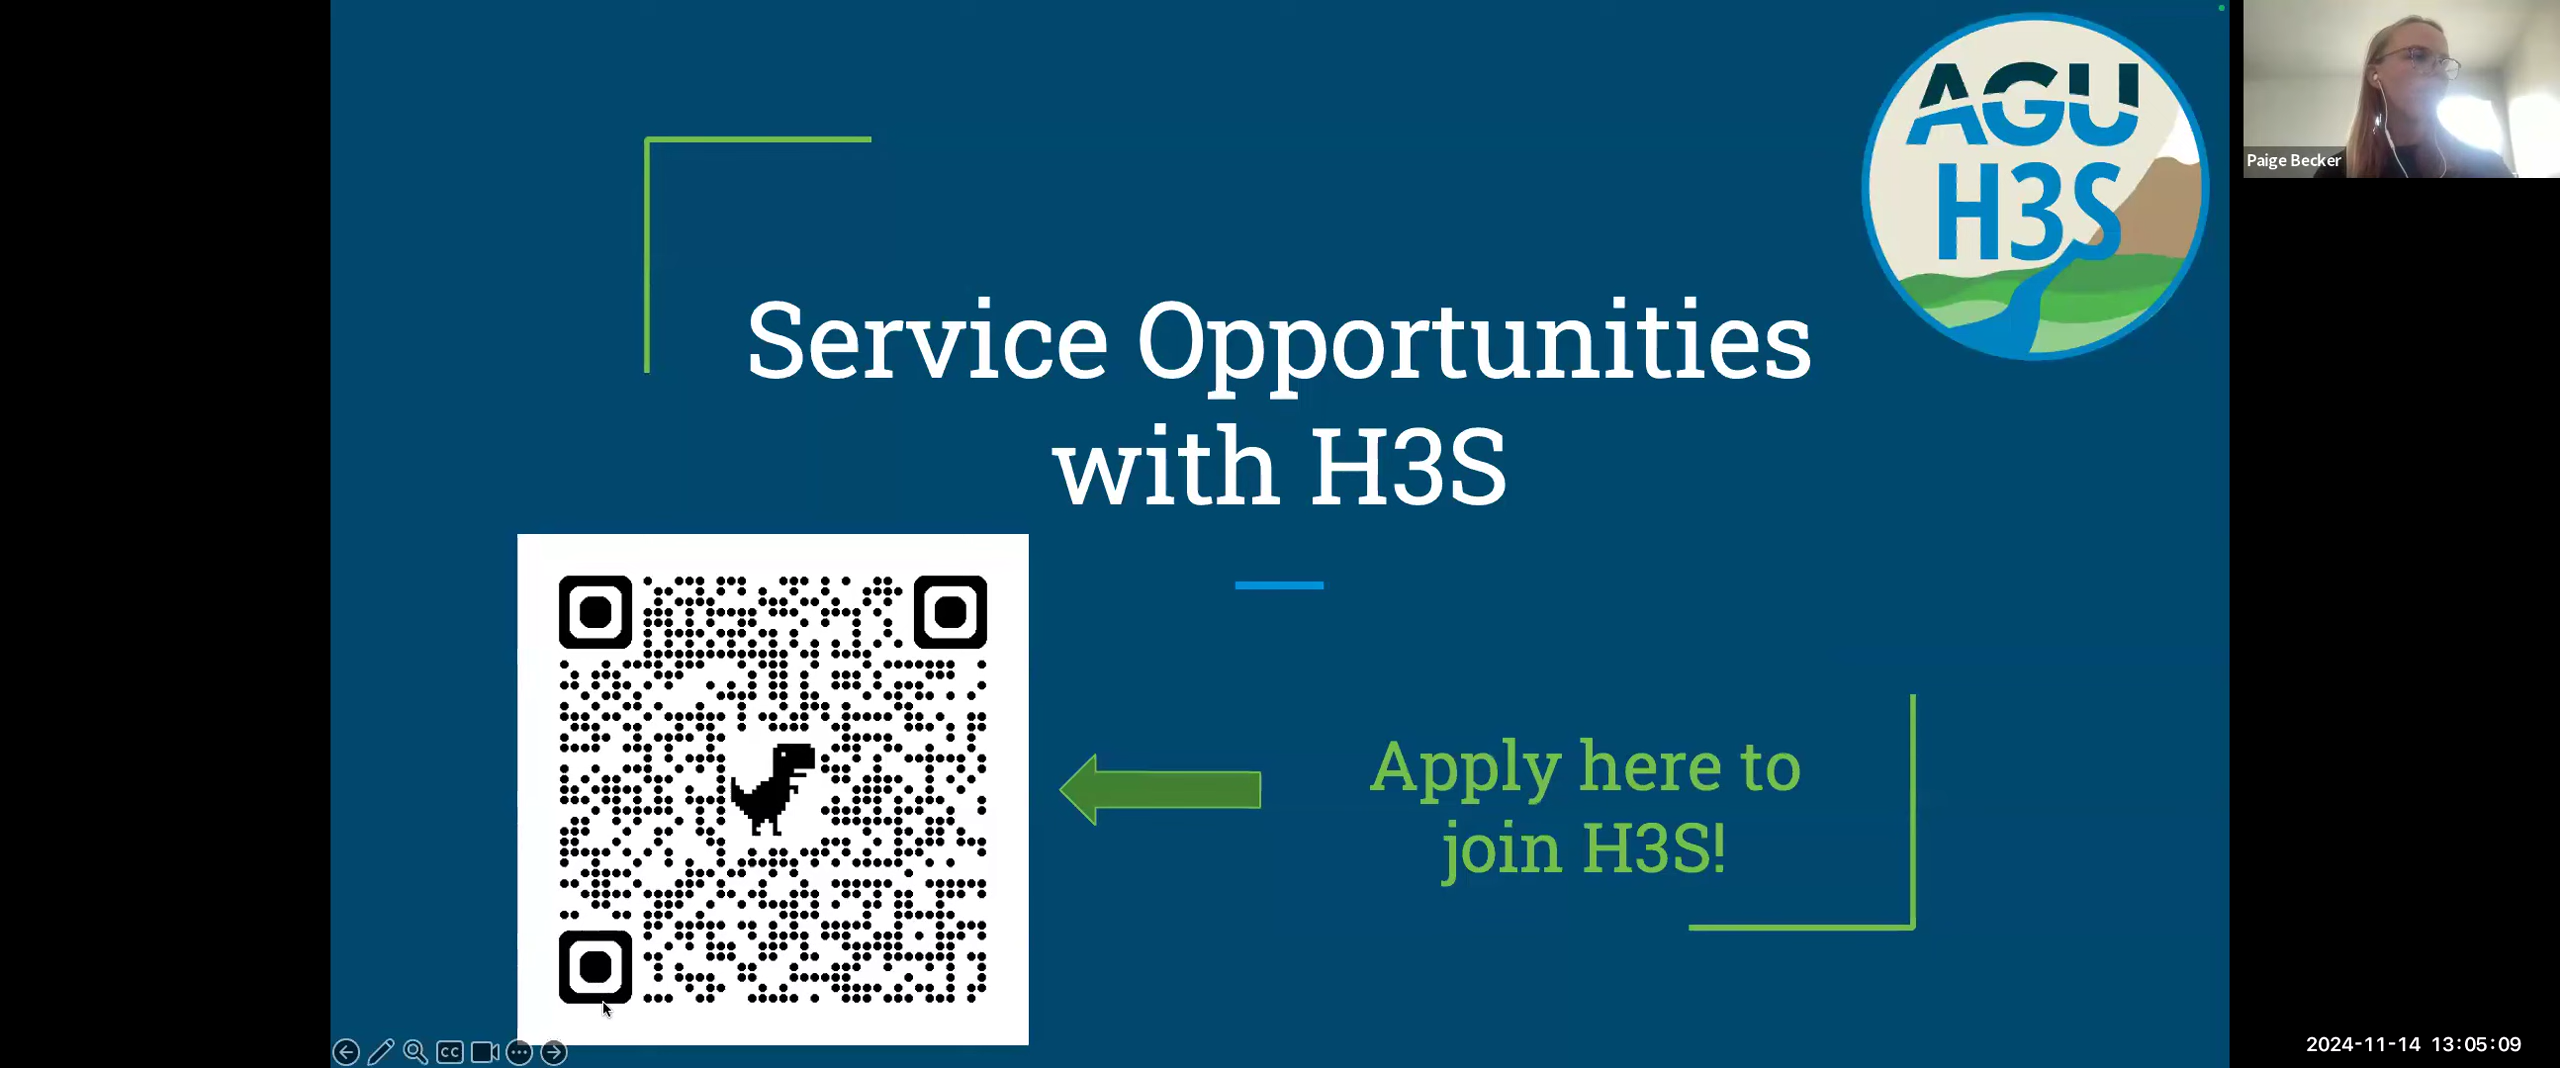 AGU
H3S
Paige Becker
Service Opportunities
with H3S
Apply here to
join H3S!
CC
2024-11-14 13:05:09